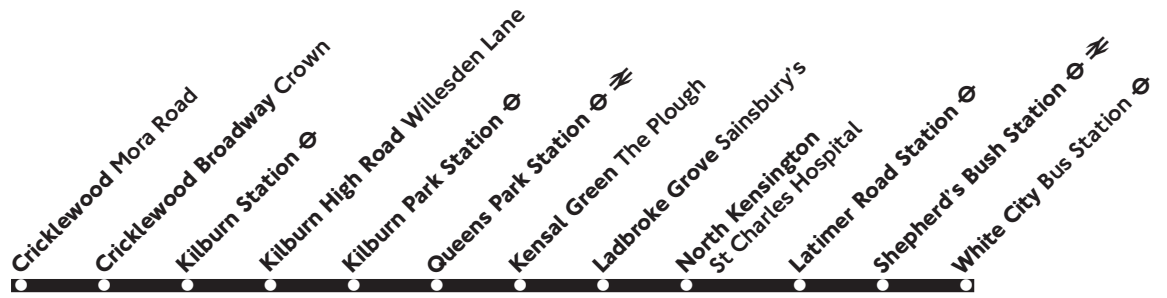 Cricklewood Mora Road
Cricklewood Broadway Crown
Kilburn Station
Kilburn High Road Willesden Lane
Kilburn Park Station
Queens Park Station
Kensal Green The Plough
Ladbroke Grove Sainsbury's
North Kensington
St Charles Hospital
Latimer Road Station
Shepherd's Bush Station
White City Bus Station